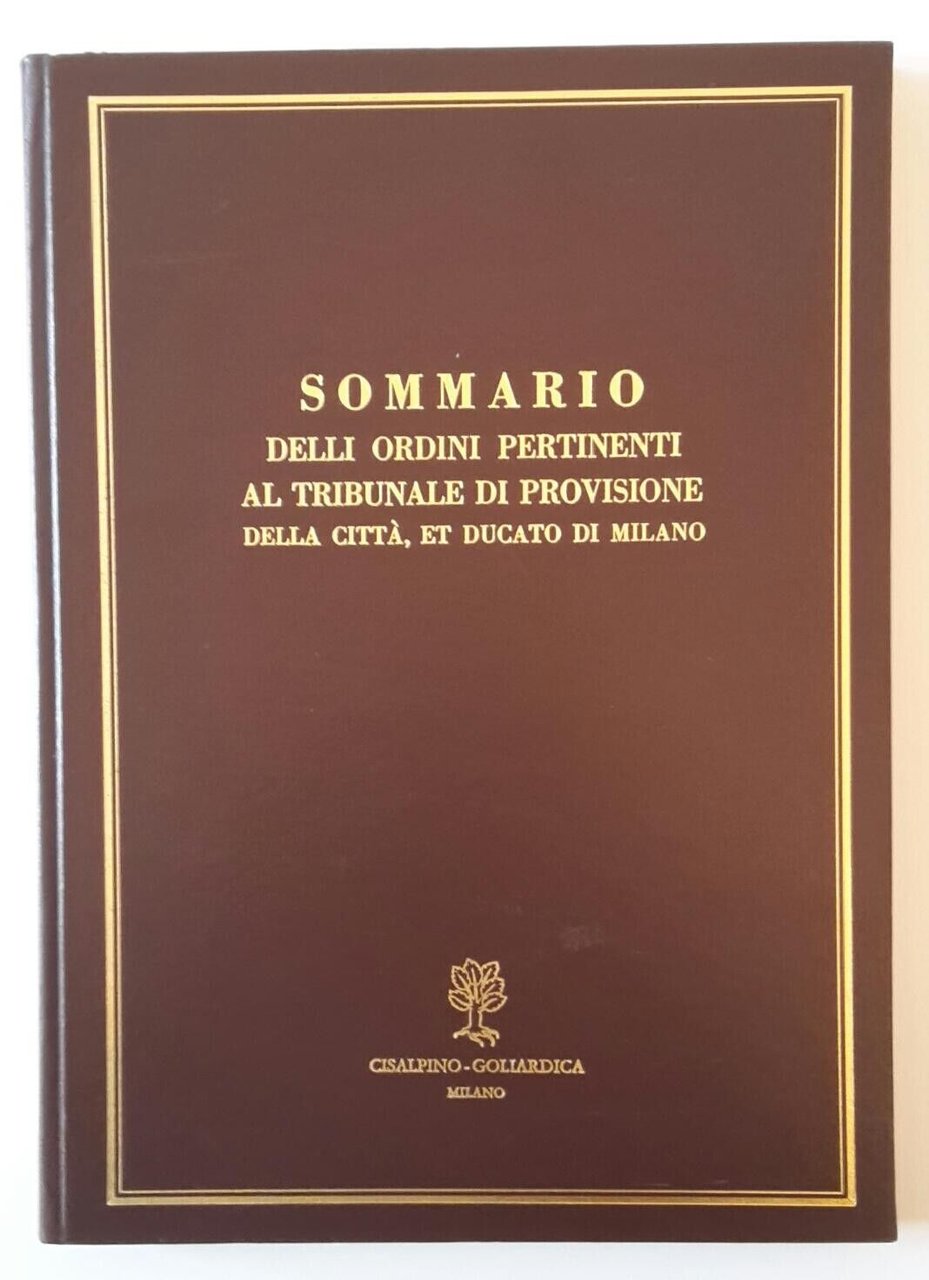 SOMMARIO
DELLI ORDINI PERTINENTI
AL TRIBUNALE DI PROVISIONE
DELLA CITTÀ, ET DUCATO DI MILANO
CISALPINO-GOLIARDICA
MILANO